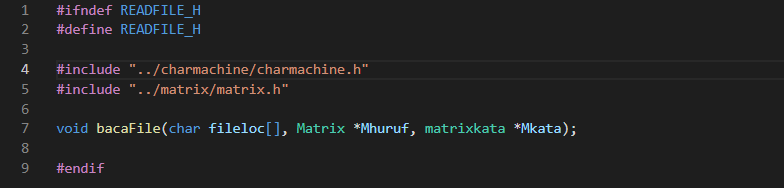 1 #ifndef READFILE_H
2 #define READFILE_H
3
4 #include "../charmachine/charmachine.h"
5 #include "../matrix/matrix.h"
6
7 void bacaFile(char fileloc[], Matrix *Mhuruf, matrixkata *Mkata);
8
9 #endif